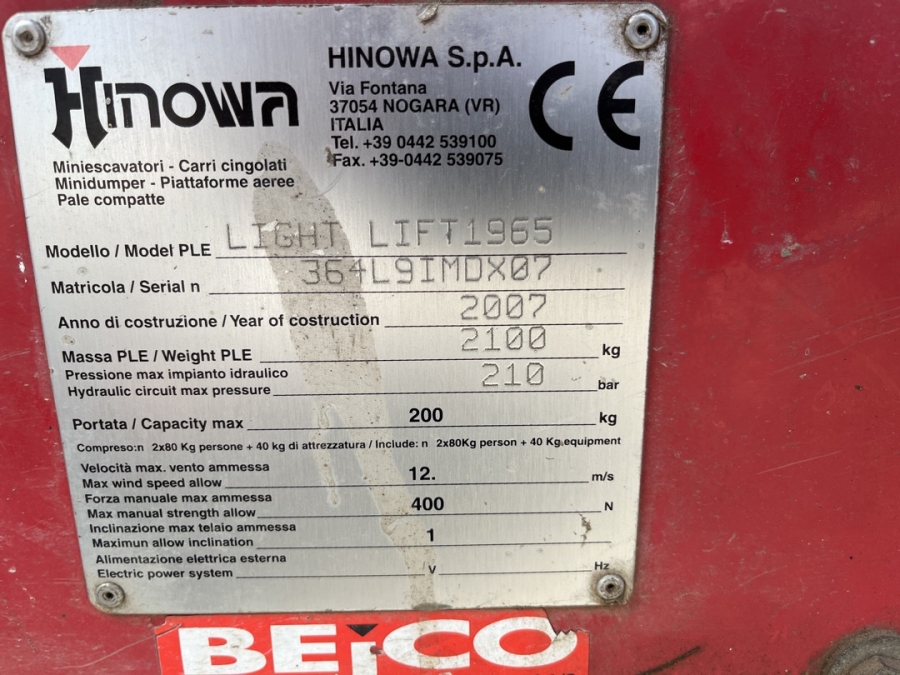 HINOWA
HINOWA S.p.A.
Via Fontana
37054 NOGARA (VR)
ITALIA
Tel. +39 0442 539100
Fax. +39-0442 539075
CE
Miniescavatori - Carri cingolati
Minidumper - Piattaforme aeree
Pale compatte
Modello / Model PLE LIGHT LIFT1965
Matricola / Serial n 364L9IMDX07
Anno di costruzione / Year of costruction 2007
Massa PLE / Weight PLE 2100 kg
Pressione max impianto idraulico
Hydraulic circuit max pressure 210 bar
Portata / Capacity max 200 kg
Compreso:n 2x80 Kg persone + 40 kg di attrezzatura / Include: n 2x80Kg person + 40 Kg equipment
Velocità max. vento ammessa
Max wind speed allow 12. m/s
Forza manuale max ammessa
Max manual strength allow 400 N
Inclinazione max telaio ammessa
Maximun allow inclination 1
Alimentazione elettrica esterna
Electric power system V Hz
BEiCO